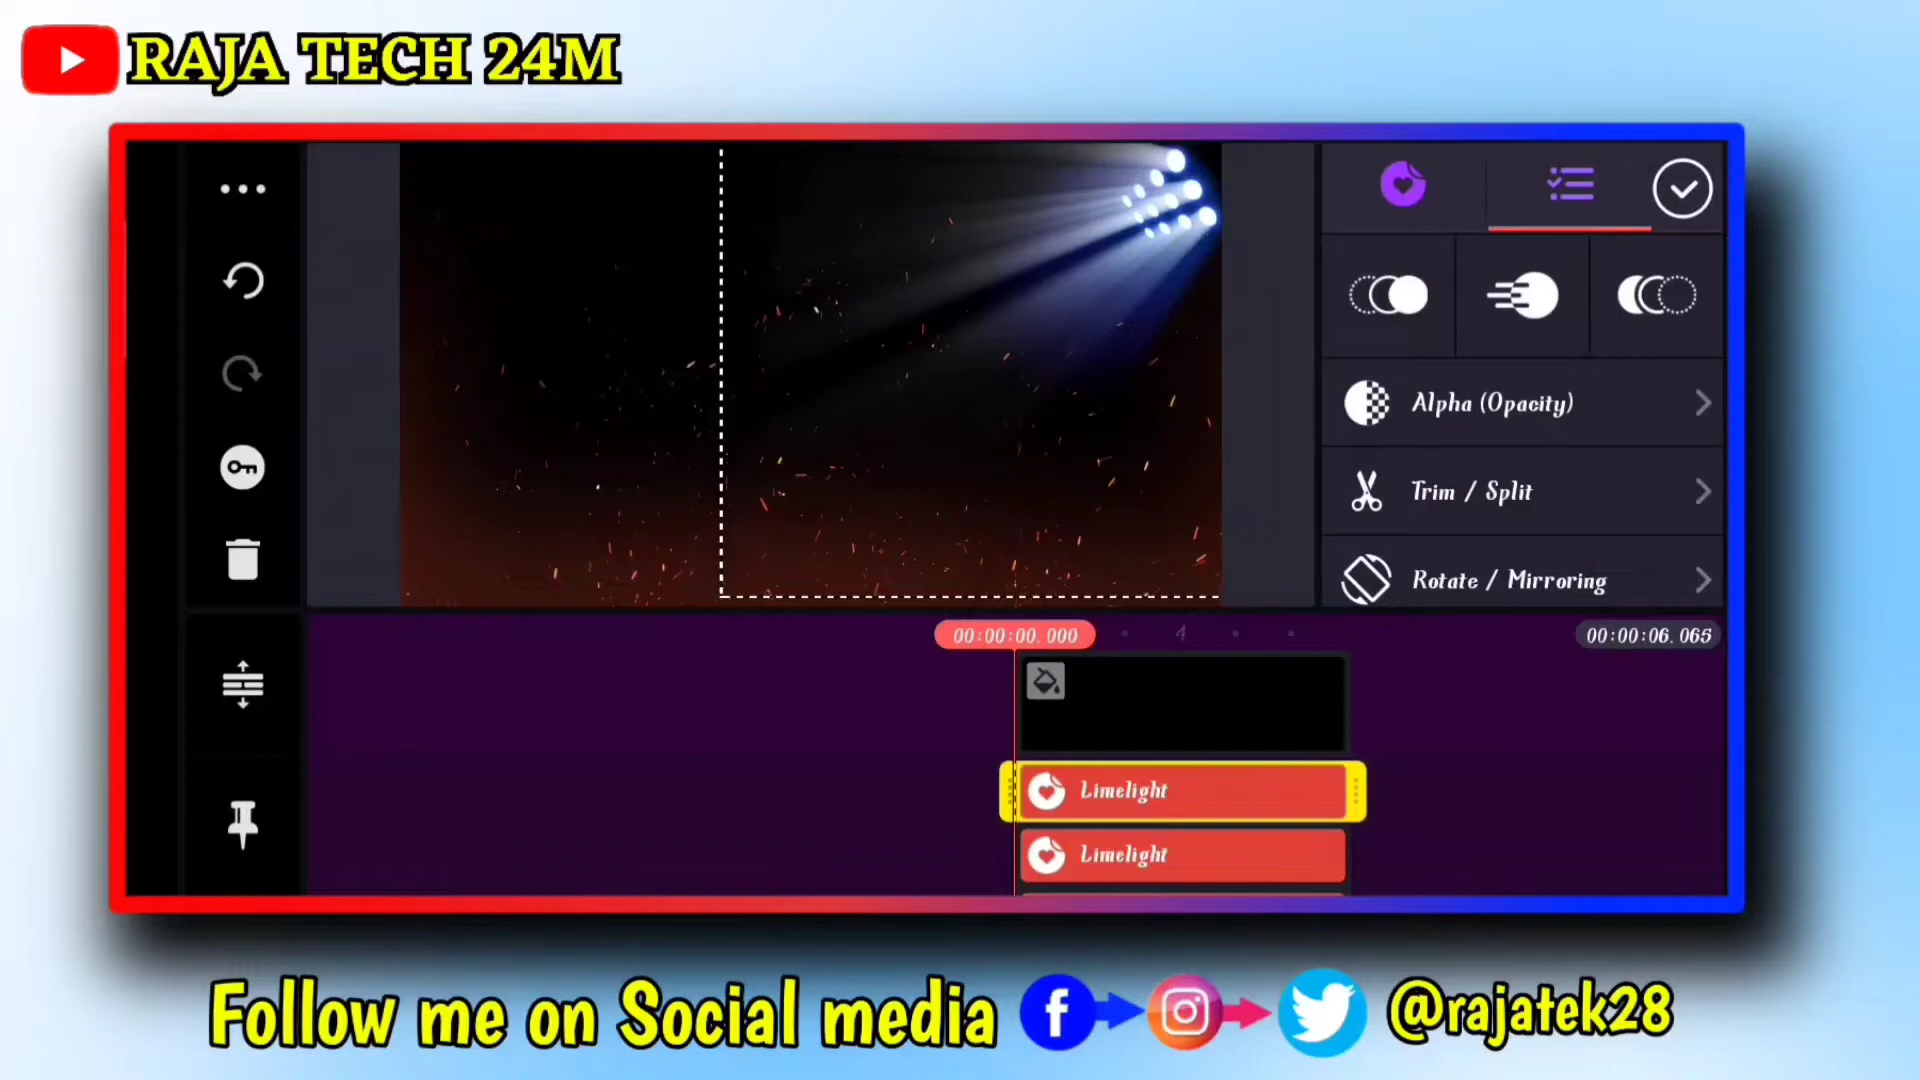 RAJA TECH 24M
Alpha (Opacity)
Trim / Split
Rotate / Mirroring
00:00:00.000
4
00:00:06.065
Limelight
Limelight
Follow me on Social media
@rajatek28